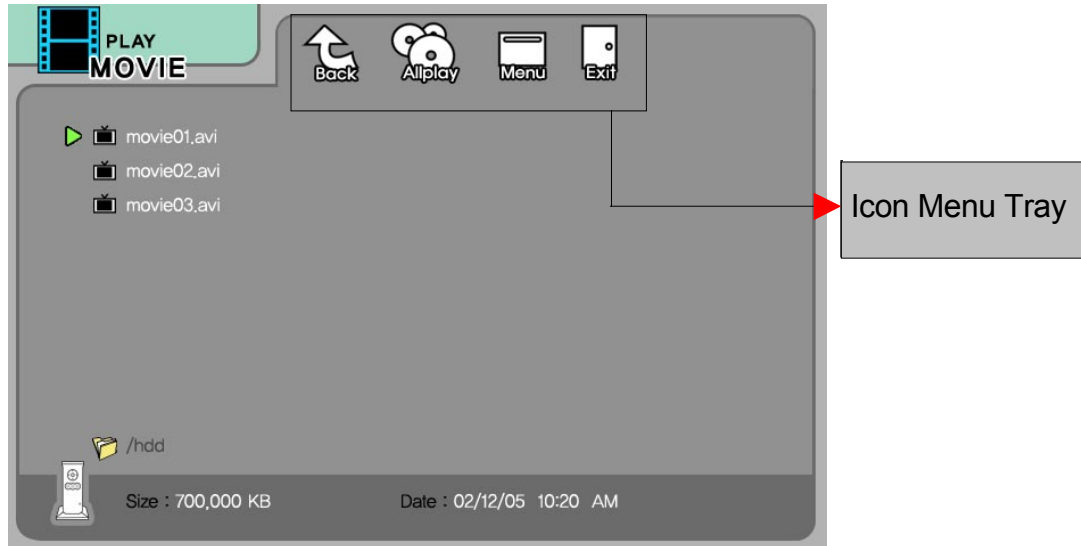 PLAY
MOVIE
Back Allplay Menu Exit
movie01.avi
movie02.avi
movie03.avi
Icon Menu Tray
/hdd
Size : 700,000 KB Date : 02/12/05 10:20 AM